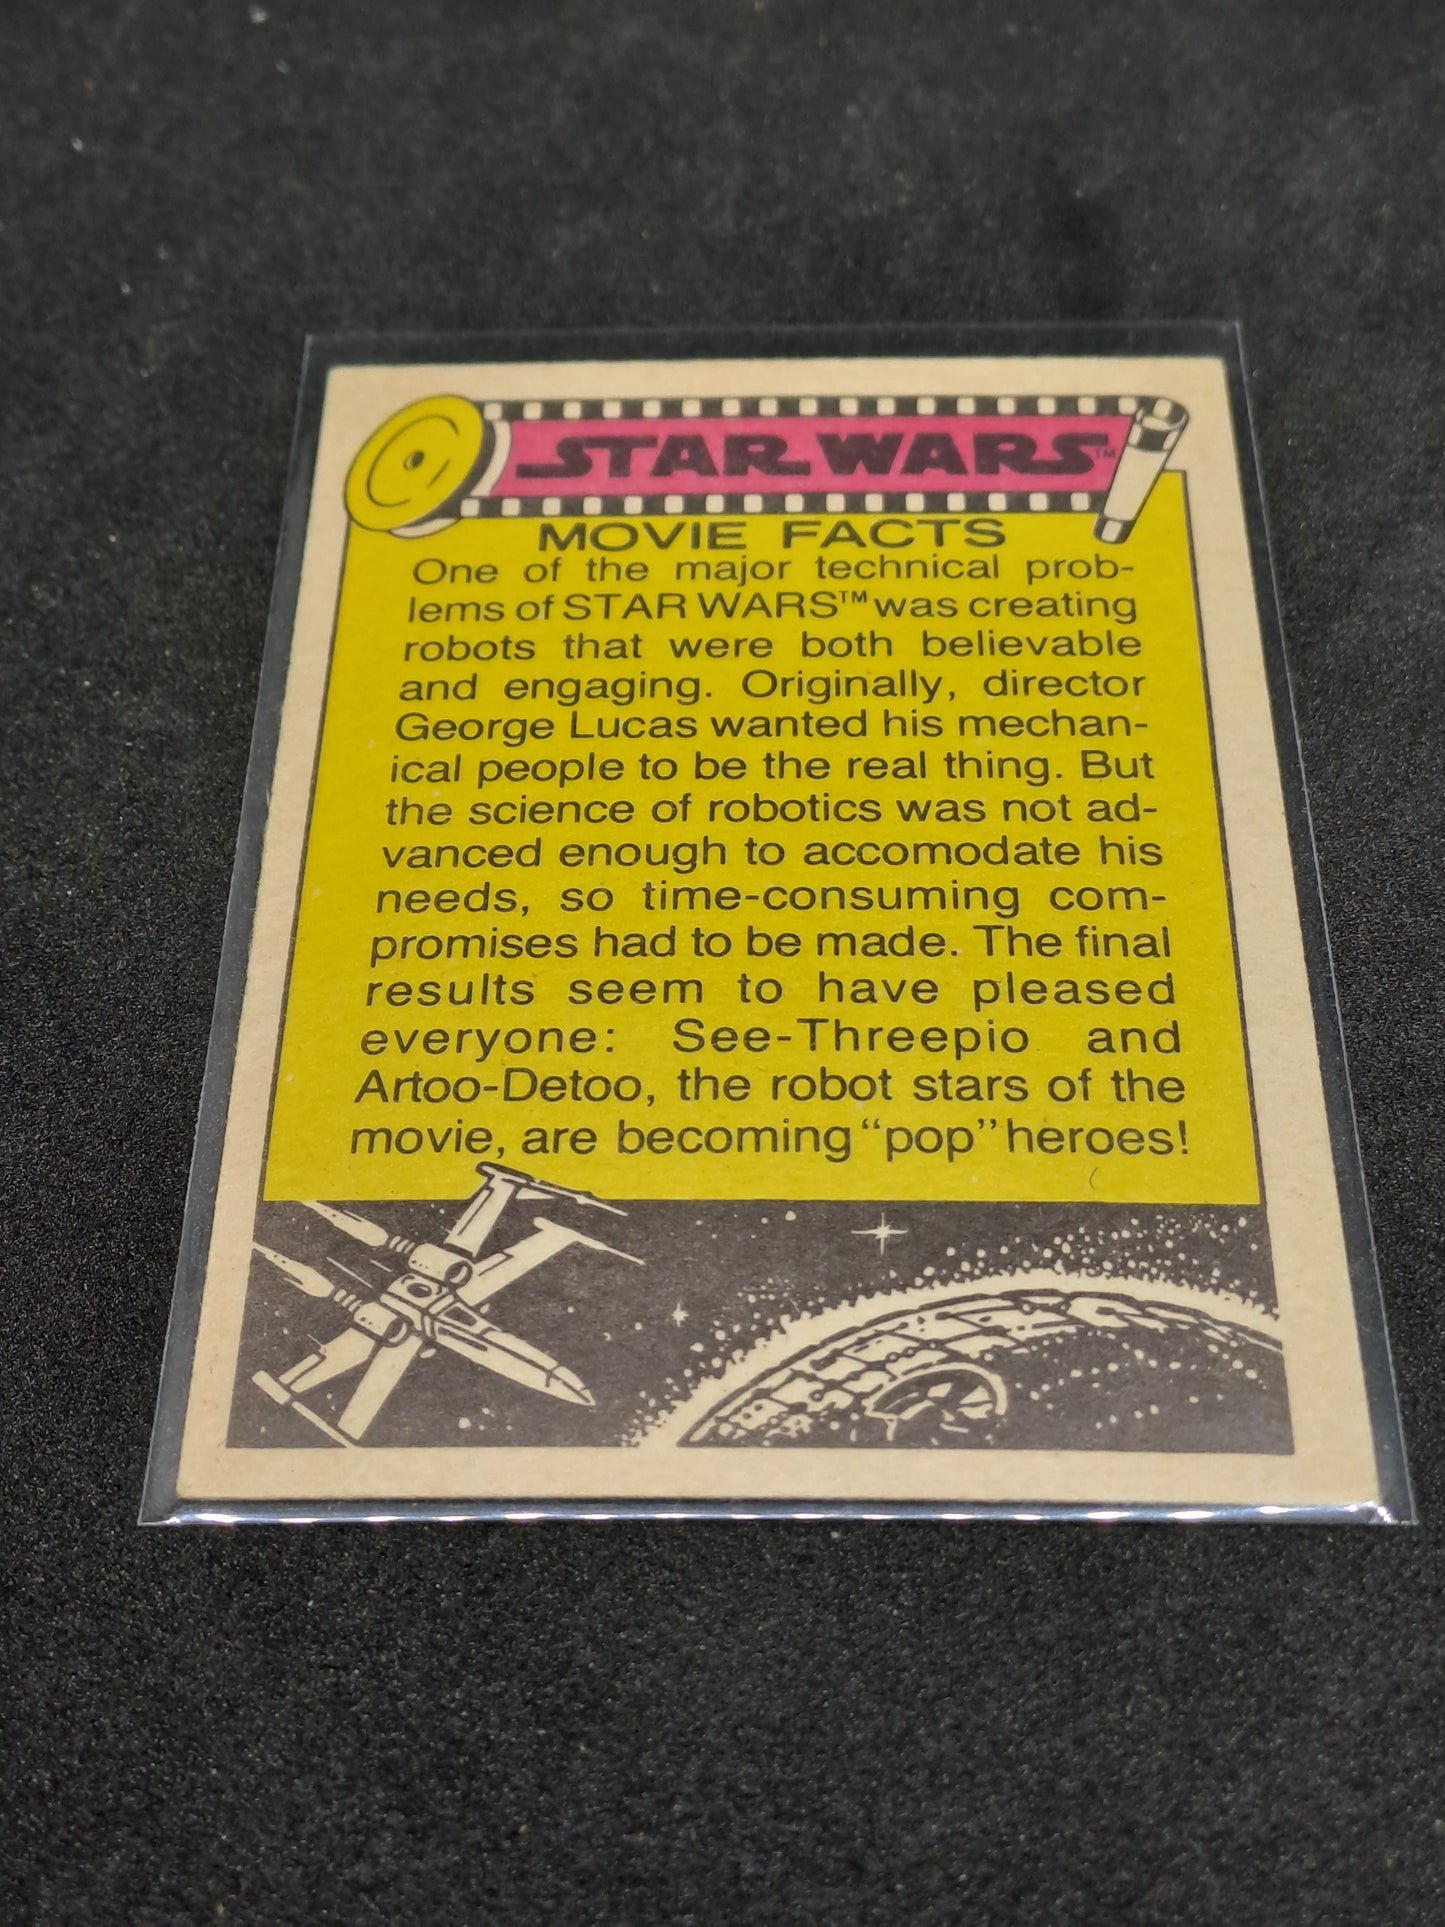 STAR WARS™
MOVIE FACTS
One of the major technical prob-
lems of STAR WARS™ was creating
robots that were both believable
and engaging. Originally, director
George Lucas wanted his mechan-
ical people to be the real thing. But
the science of robotics was not ad-
vanced enough to accomodate his
needs, so time-consuming com-
promises had to be made. The final
results seem to have pleased
everyone: See-Threepio and
Artoo-Detoo, the robot stars of the
movie, are becoming “pop” heroes!